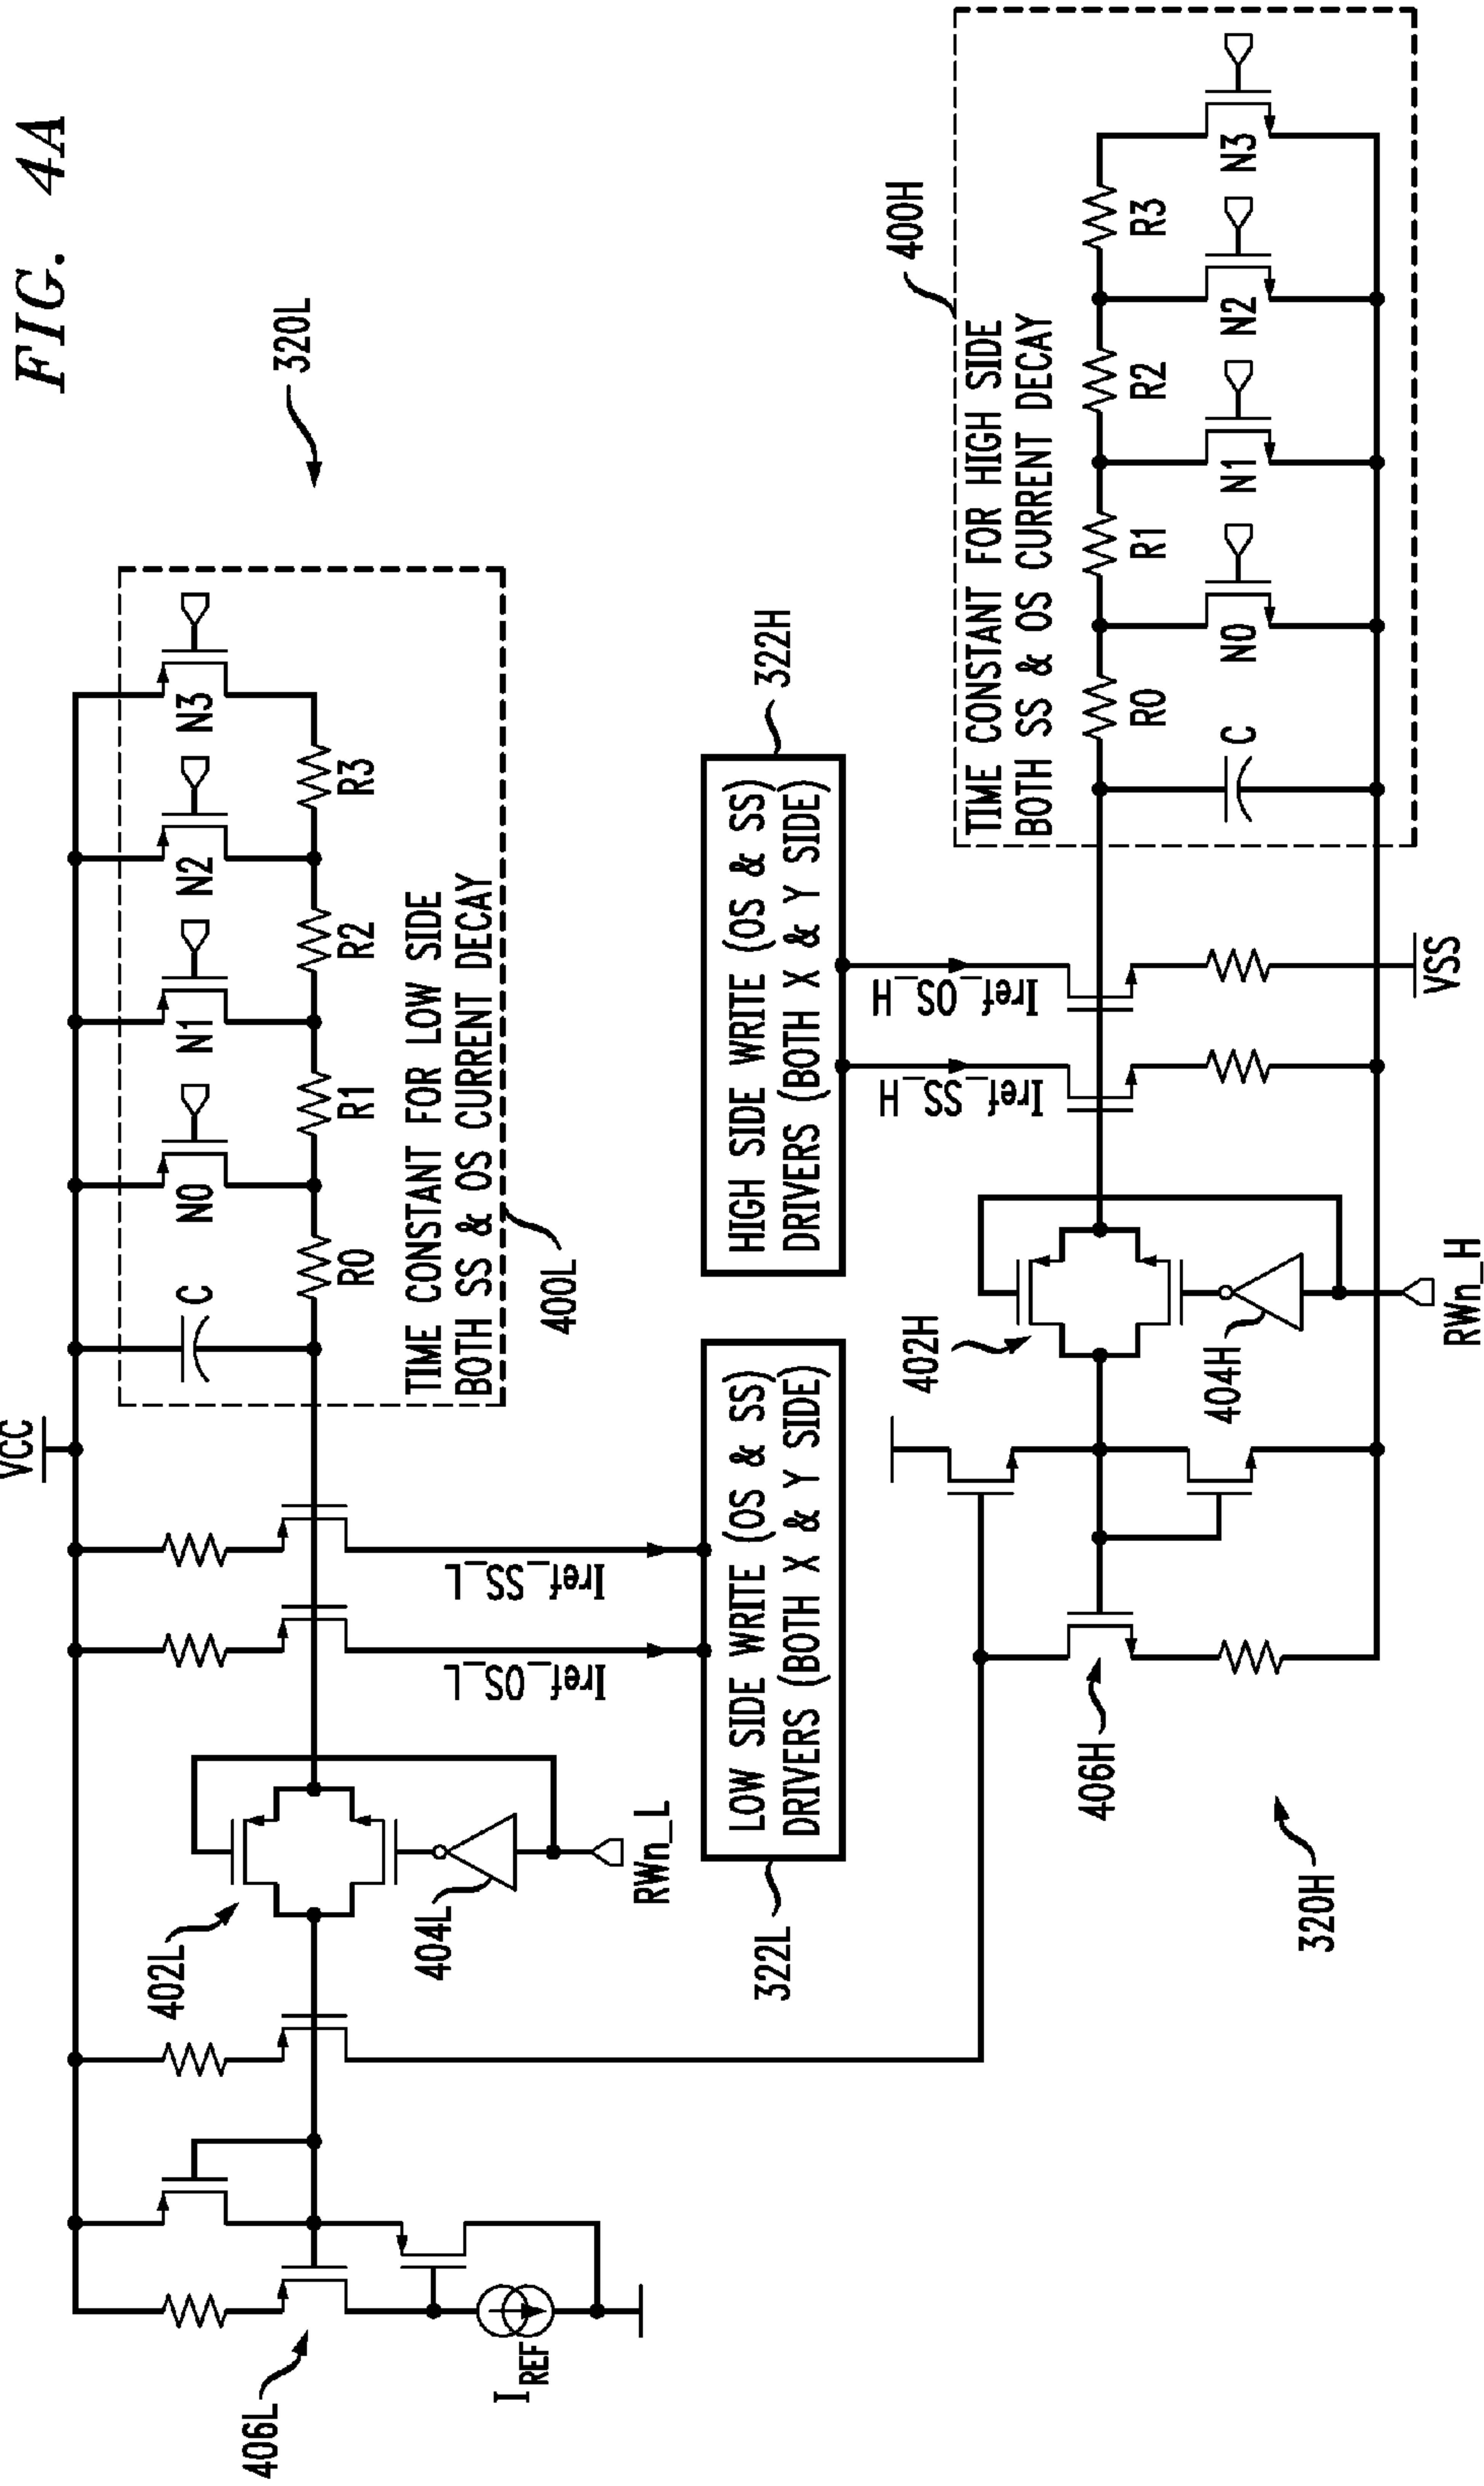 FIG. 4A
320L
VCC
N0
N1
N2
N3
C
R0
R1
R2
R3
TIME CONSTANT FOR LOW SIDE
BOTH SS & OS CURRENT DECAY
400L
402L
404L
RWn_L
406L
IREF
Iref_OS_L
Iref_SS_L
LOW SIDE WRITE (OS & SS)
DRIVERS (BOTH X & Y SIDE)
322L
HIGH SIDE WRITE (OS & SS)
DRIVERS (BOTH X & Y SIDE)
322H
Iref_SS_H
Iref_OS_H
400H
TIME CONSTANT FOR HIGH SIDE
BOTH SS & OS CURRENT DECAY
R0
R1
R2
R3
C
N0
N1
N2
N3
402H
404H
RWn_H
406H
320H
VSS